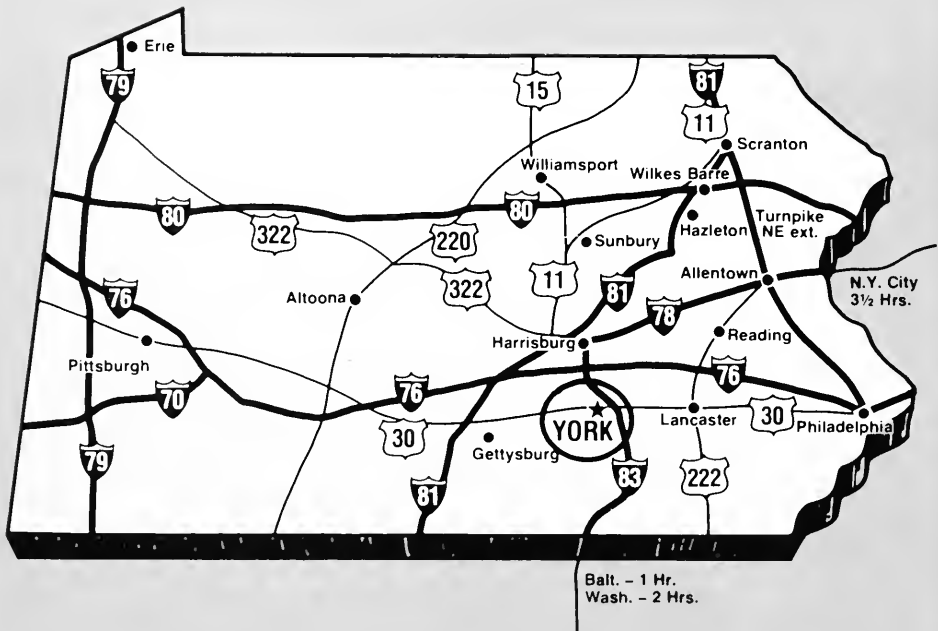 Erie
79
15
81
11
Scranton
Williamsport
Wilkes Barre
80
80
322
220
Sunbury
Hazleton
Turnpike
NE ext.
322
11
Allentown
81
N.Y. City
3½ Hrs.
76
Altoona
78
Harrisburg
Reading
Pittsburgh
70
76
76
30
YORK
Lancaster
30
Philadelphia
Gettysburg
79
81
83
222
Balt. - 1 Hr.
Wash. - 2 Hrs.